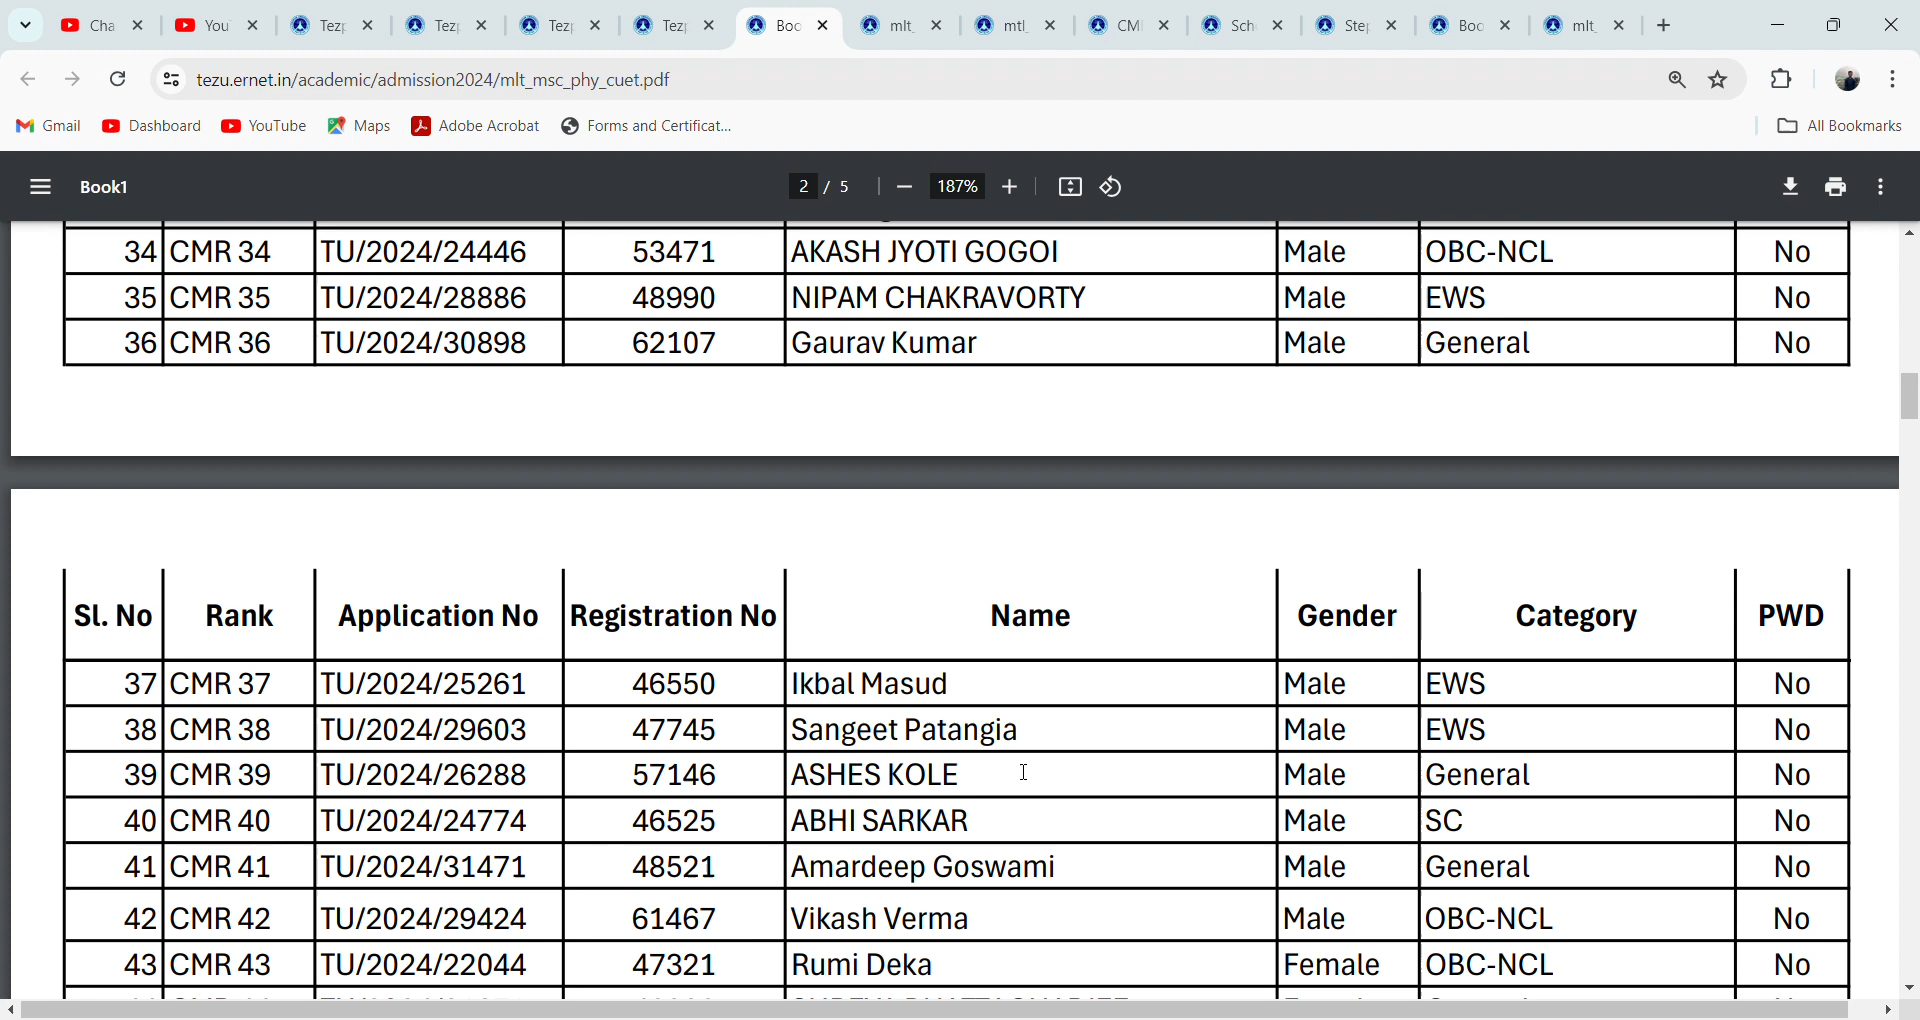 Cha
You
Tez
Tez
Tez
Tez
Boo
mlt_
mtl_
CM
Sch
Step
Boo
mlt_
tezu.ernet.in/academic/admission2024/mlt_msc_phy_cuet.pdf
Gmail Dashboard YouTube Maps Adobe Acrobat Forms and Certificat... All Bookmarks
Book1 2 / 5 187%
34 CMR 34 TU/2024/24446 53471 AKASH JYOTI GOGOI Male OBC-NCL No
35 CMR 35 TU/2024/28886 48990 NIPAM CHAKRAVORTY Male EWS No
36 CMR 36 TU/2024/30898 62107 Gaurav Kumar Male General No
Sl. No Rank Application No Registration No Name Gender Category PWD
37 CMR 37 TU/2024/25261 46550 Ikbal Masud Male EWS No
38 CMR 38 TU/2024/29603 47745 Sangeet Patangia Male EWS No
39 CMR 39 TU/2024/26288 57146 ASHES KOLE Male General No
40 CMR 40 TU/2024/24774 46525 ABHI SARKAR Male SC No
41 CMR 41 TU/2024/31471 48521 Amardeep Goswami Male General No
42 CMR 42 TU/2024/29424 61467 Vikash Verma Male OBC-NCL No
43 CMR 43 TU/2024/22044 47321 Rumi Deka Female OBC-NCL No